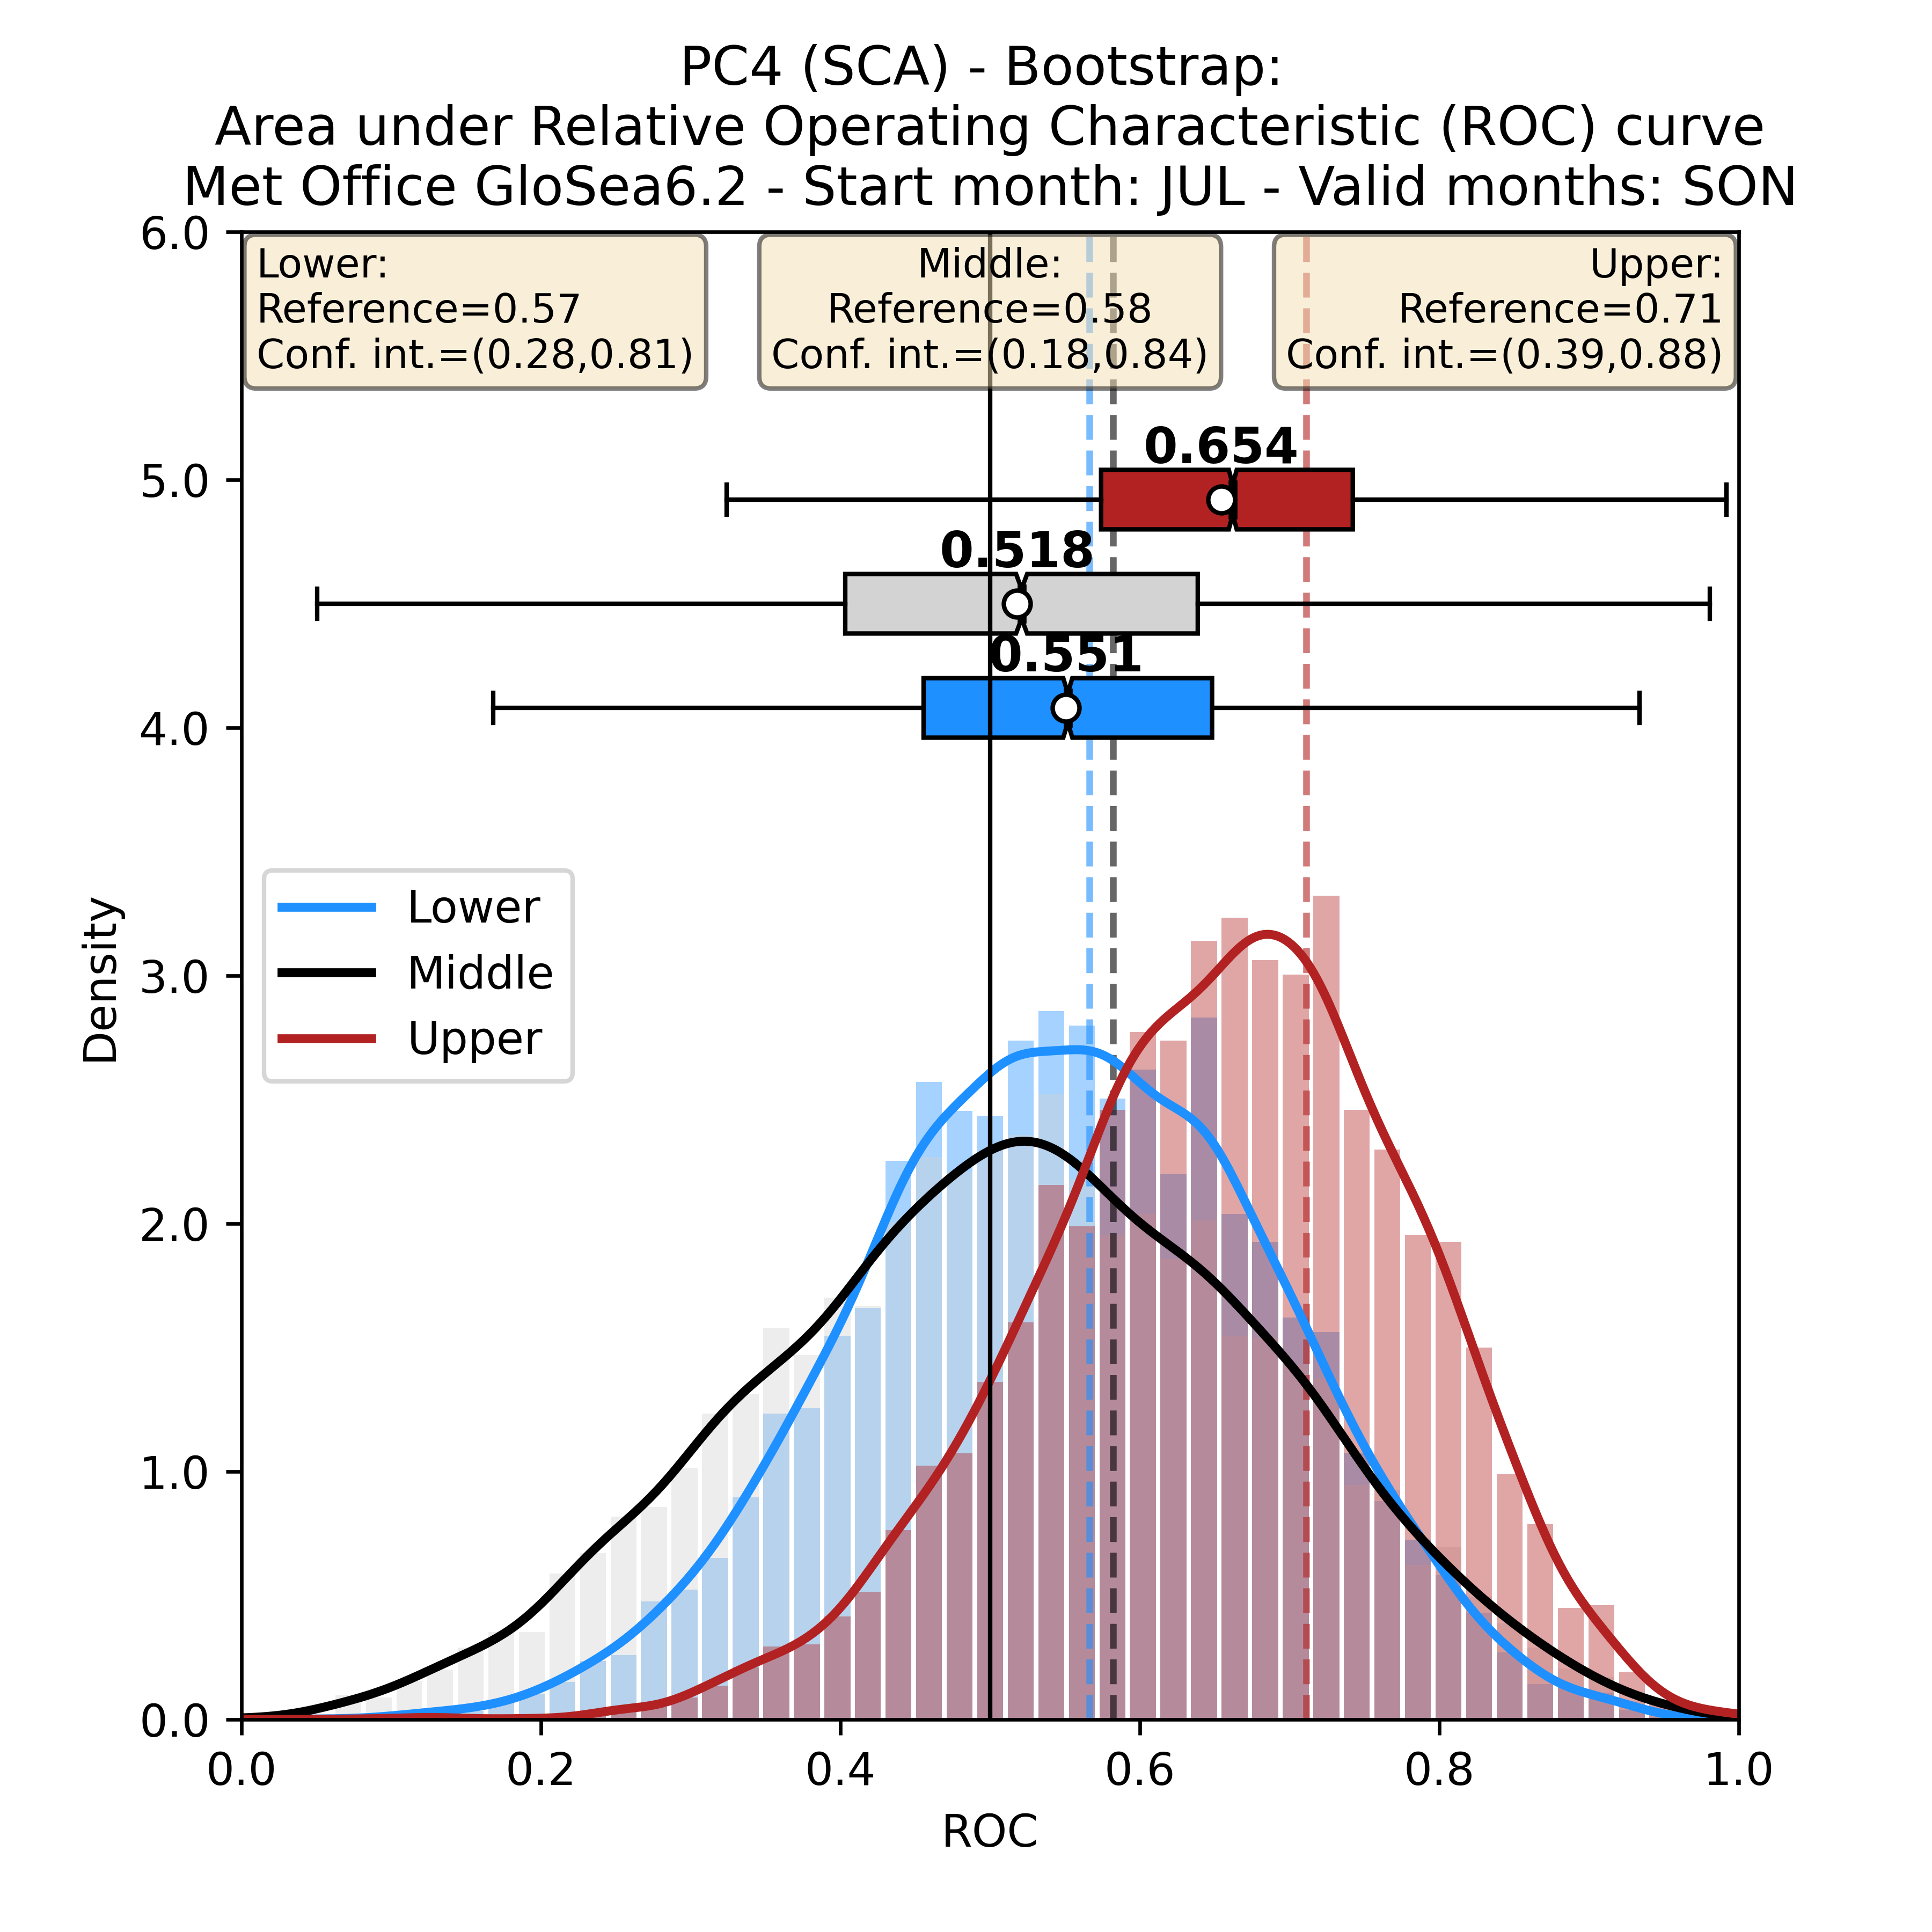 PC4 (SCA) - Bootstrap:
Area under Relative Operating Characteristic (ROC) curve
Met Office GloSea6.2 - Start month: JUL - Valid months: SON
Lower:
Reference=0.57
Conf. int.=(0.28,0.81)
Middle:
Reference=0.58
Conf. int.=(0.18,0.84)
Upper:
Reference=0.71
Conf. int.=(0.39,0.88)
0.654
0.518
0.551
Lower
Middle
Upper
Density
6.0
5.0
4.0
3.0
2.0
1.0
0.0
0.0 0.2 0.4 0.6 0.8 1.0
ROC